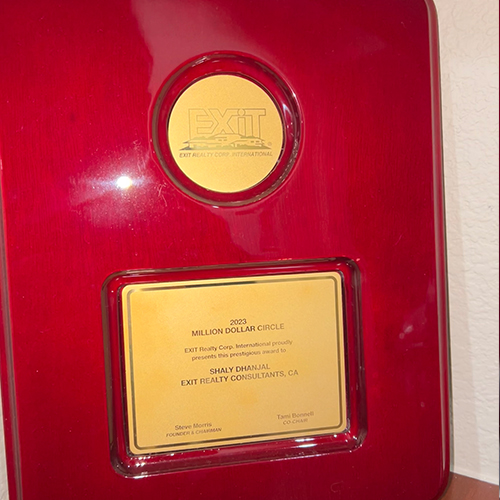 EXiT
EXIT REALTY CORP. INTERNATIONAL
2023
MILLION DOLLAR CIRCLE
EXIT Realty Corp. International proudly
presents this prestigious award to
SHALY DHANJAL
EXIT REALTY CONSULTANTS, CA
Steve Morris
FOUNDER & CHAIRMAN
Tami Bonnell
CO-CHAIR